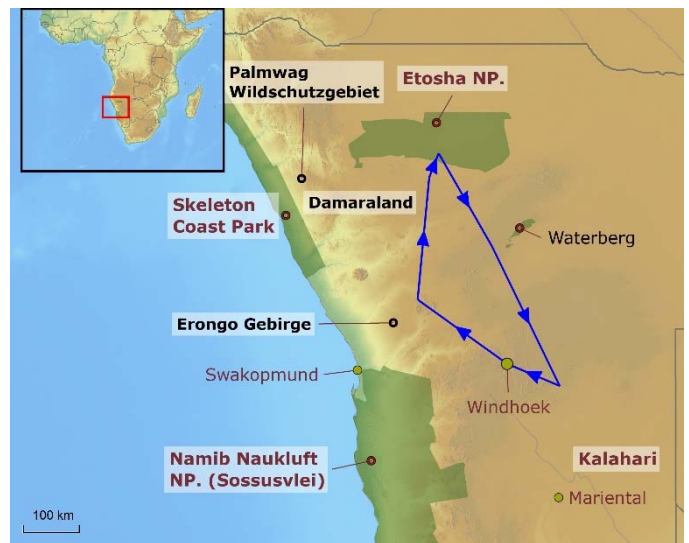 Palmwag
Wildschutzgebiet
Etosha NP.
Damaraland
Skeleton
Coast Park
Waterberg
Erongo Gebirge
Swakopmund
Windhoek
Namib Naukluft
NP. (Sossusvlei)
Kalahari
Mariental
100 km